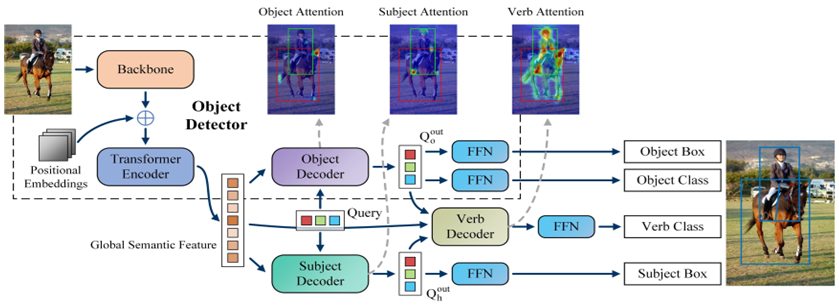 Object Attention
Subject Attention
Verb Attention
Backbone
Object
Detector
Positional
Embeddings
Transformer
Encoder
Object
Decoder
Q_o^out
FFN
Object Box
FFN
Object Class
Query
Global Semantic Feature
Verb
Decoder
FFN
Verb Class
Subject
Decoder
Q_h^out
FFN
Subject Box